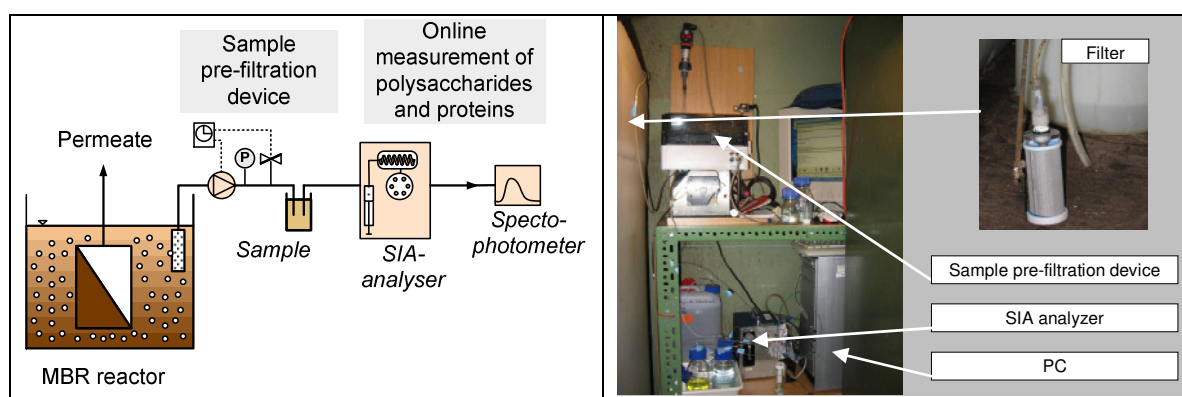 Sample
pre-filtration
device
Online
measurement of
polysaccharides
and proteins
Permeate
P
Sample
SIA-
analyser
Specto-
photometer
MBR reactor
Filter
Sample pre-filtration device
SIA analyzer
PC